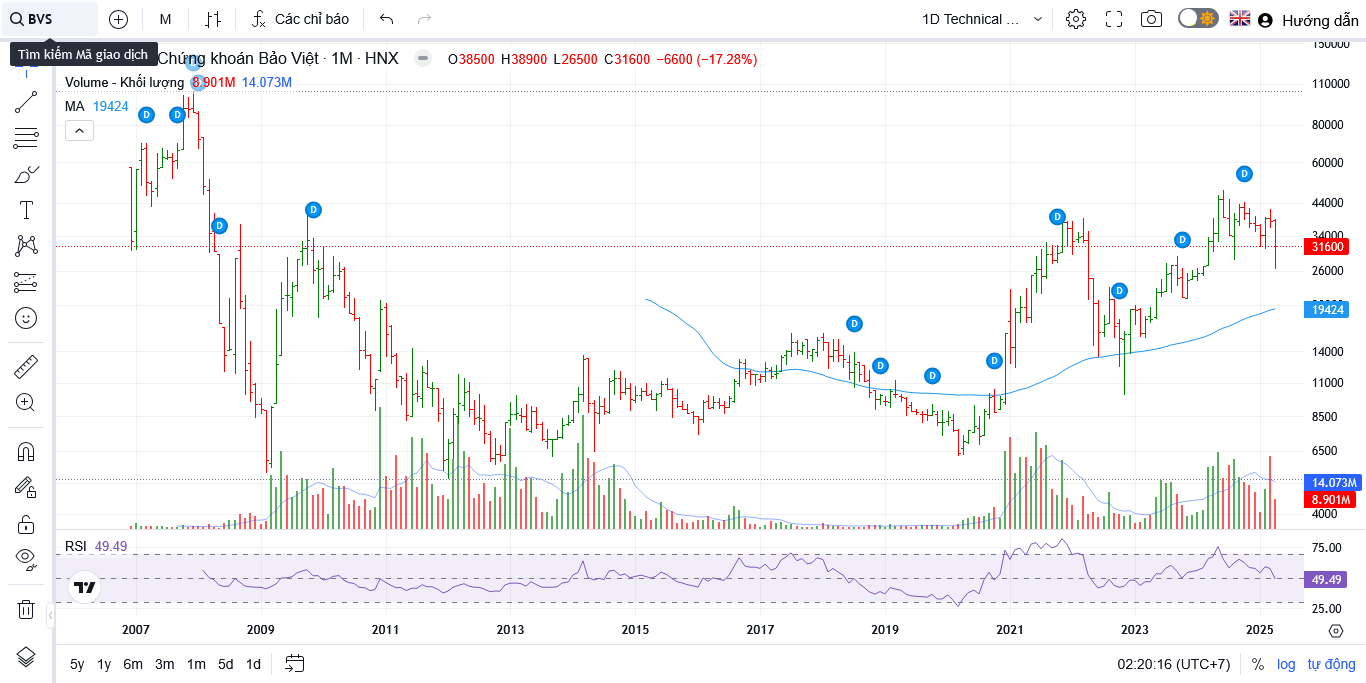 BVS
M
Các chỉ báo
1D Technical ...
Hướng dẫn
Tìm kiếm Mã giao dịch
Chứng khoán Bảo Việt · 1M · HNX
O38500 H38900 L26500 C31600 −6600 (−17.28%)
Volume - Khối lượng 8.901M 14.073M
MA 19424
D D D D D D D D D D D D D
150000
110000
80000
60000
44000
34000
31600
26000
19424
14000
11000
8500
6500
14.073M
8.901M
4000
RSI 49.49
75.00
49.49
25.00
2007 2009 2011 2013 2015 2017 2019 2021 2023 2025
5y 1y 6m 3m 1m 5d 1d
02:20:16 (UTC+7) % log tự động